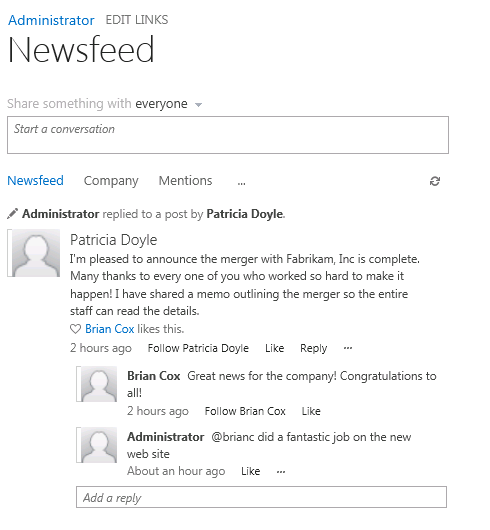 Administrator EDIT LINKS
Newsfeed
Share something with everyone
Start a conversation
Newsfeed Company Mentions ...
Administrator replied to a post by Patricia Doyle.
Patricia Doyle
I'm pleased to announce the merger with Fabrikam, Inc is complete.
Many thanks to every one of you who worked so hard to make it
happen! I have shared a memo outlining the merger so the entire
staff can read the details.
Brian Cox likes this.
2 hours ago Follow Patricia Doyle Like Reply ...
Brian Cox Great news for the company! Congratulations to
all!
2 hours ago Follow Brian Cox Like
Administrator @brianc did a fantastic job on the new
web site
About an hour ago Like ...
Add a reply